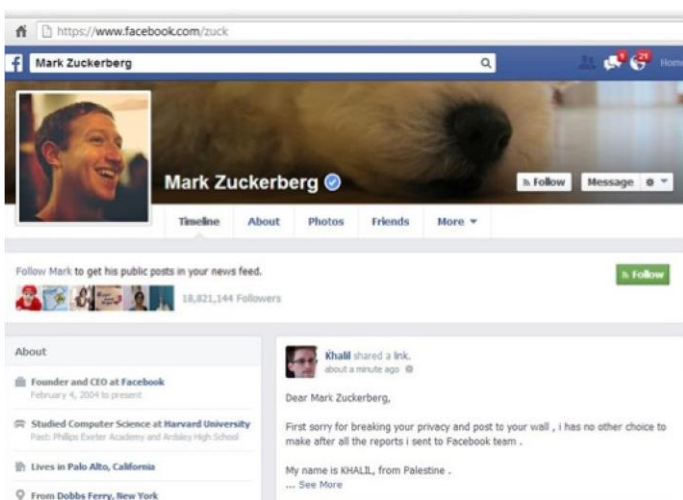 https://www.facebook.com/zuck
f Mark Zuckerberg
5 21 Home
Mark Zuckerberg
Follow Message
Timeline About Photos Friends More
Follow Mark to get his public posts in your news feed.
Follow
18,821,144 Followers
About
Founder and CEO at Facebook
February 4, 2004 to present
Studied Computer Science at Harvard University
Past: Phillips Exeter Academy and Ardsley High School
Lives in Palo Alto, California
From Dobbs Ferry, New York
Khalil shared a link.
about a minute ago
Dear Mark Zuckerberg,
First sorry for breaking your privacy and post to your wall , i has no other choice to
make after all the reports i sent to Facebook team .
My name is KHALIL, from Palestine .
... See More